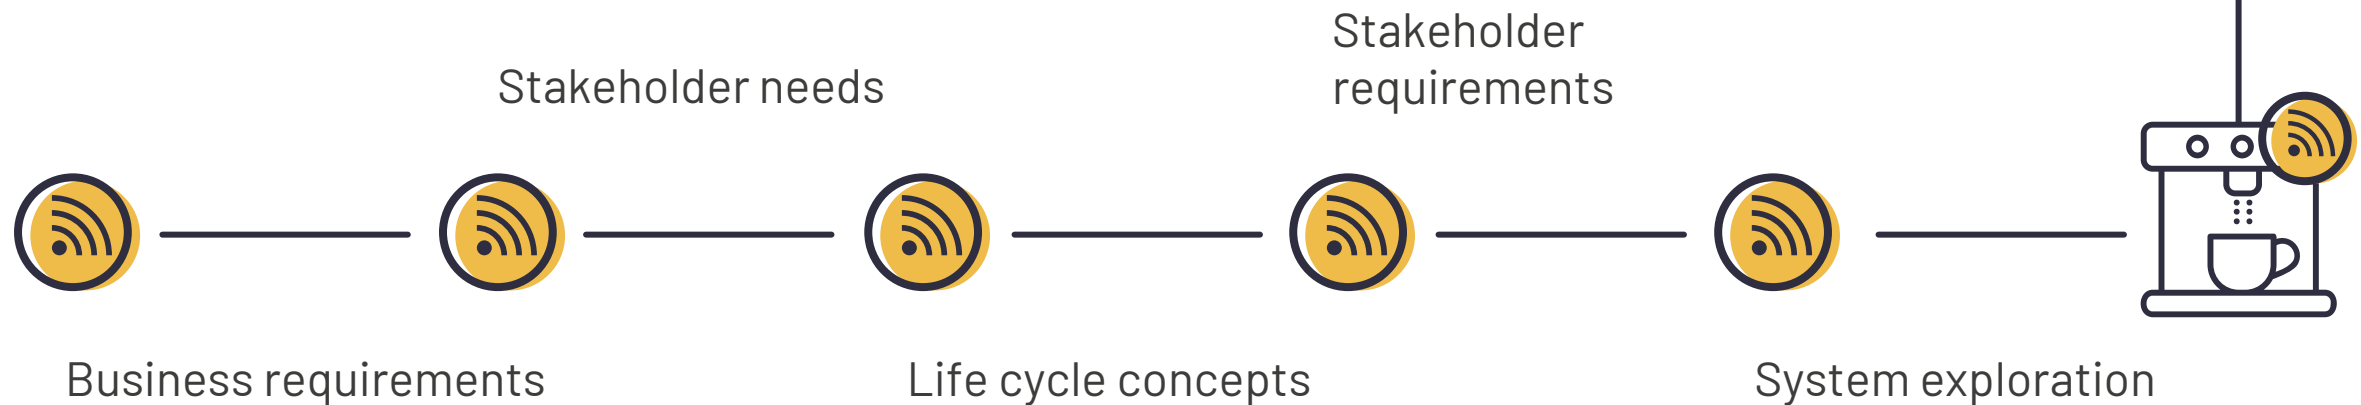 Business requirements
Stakeholder needs
Life cycle concepts
Stakeholder
requirements
System exploration